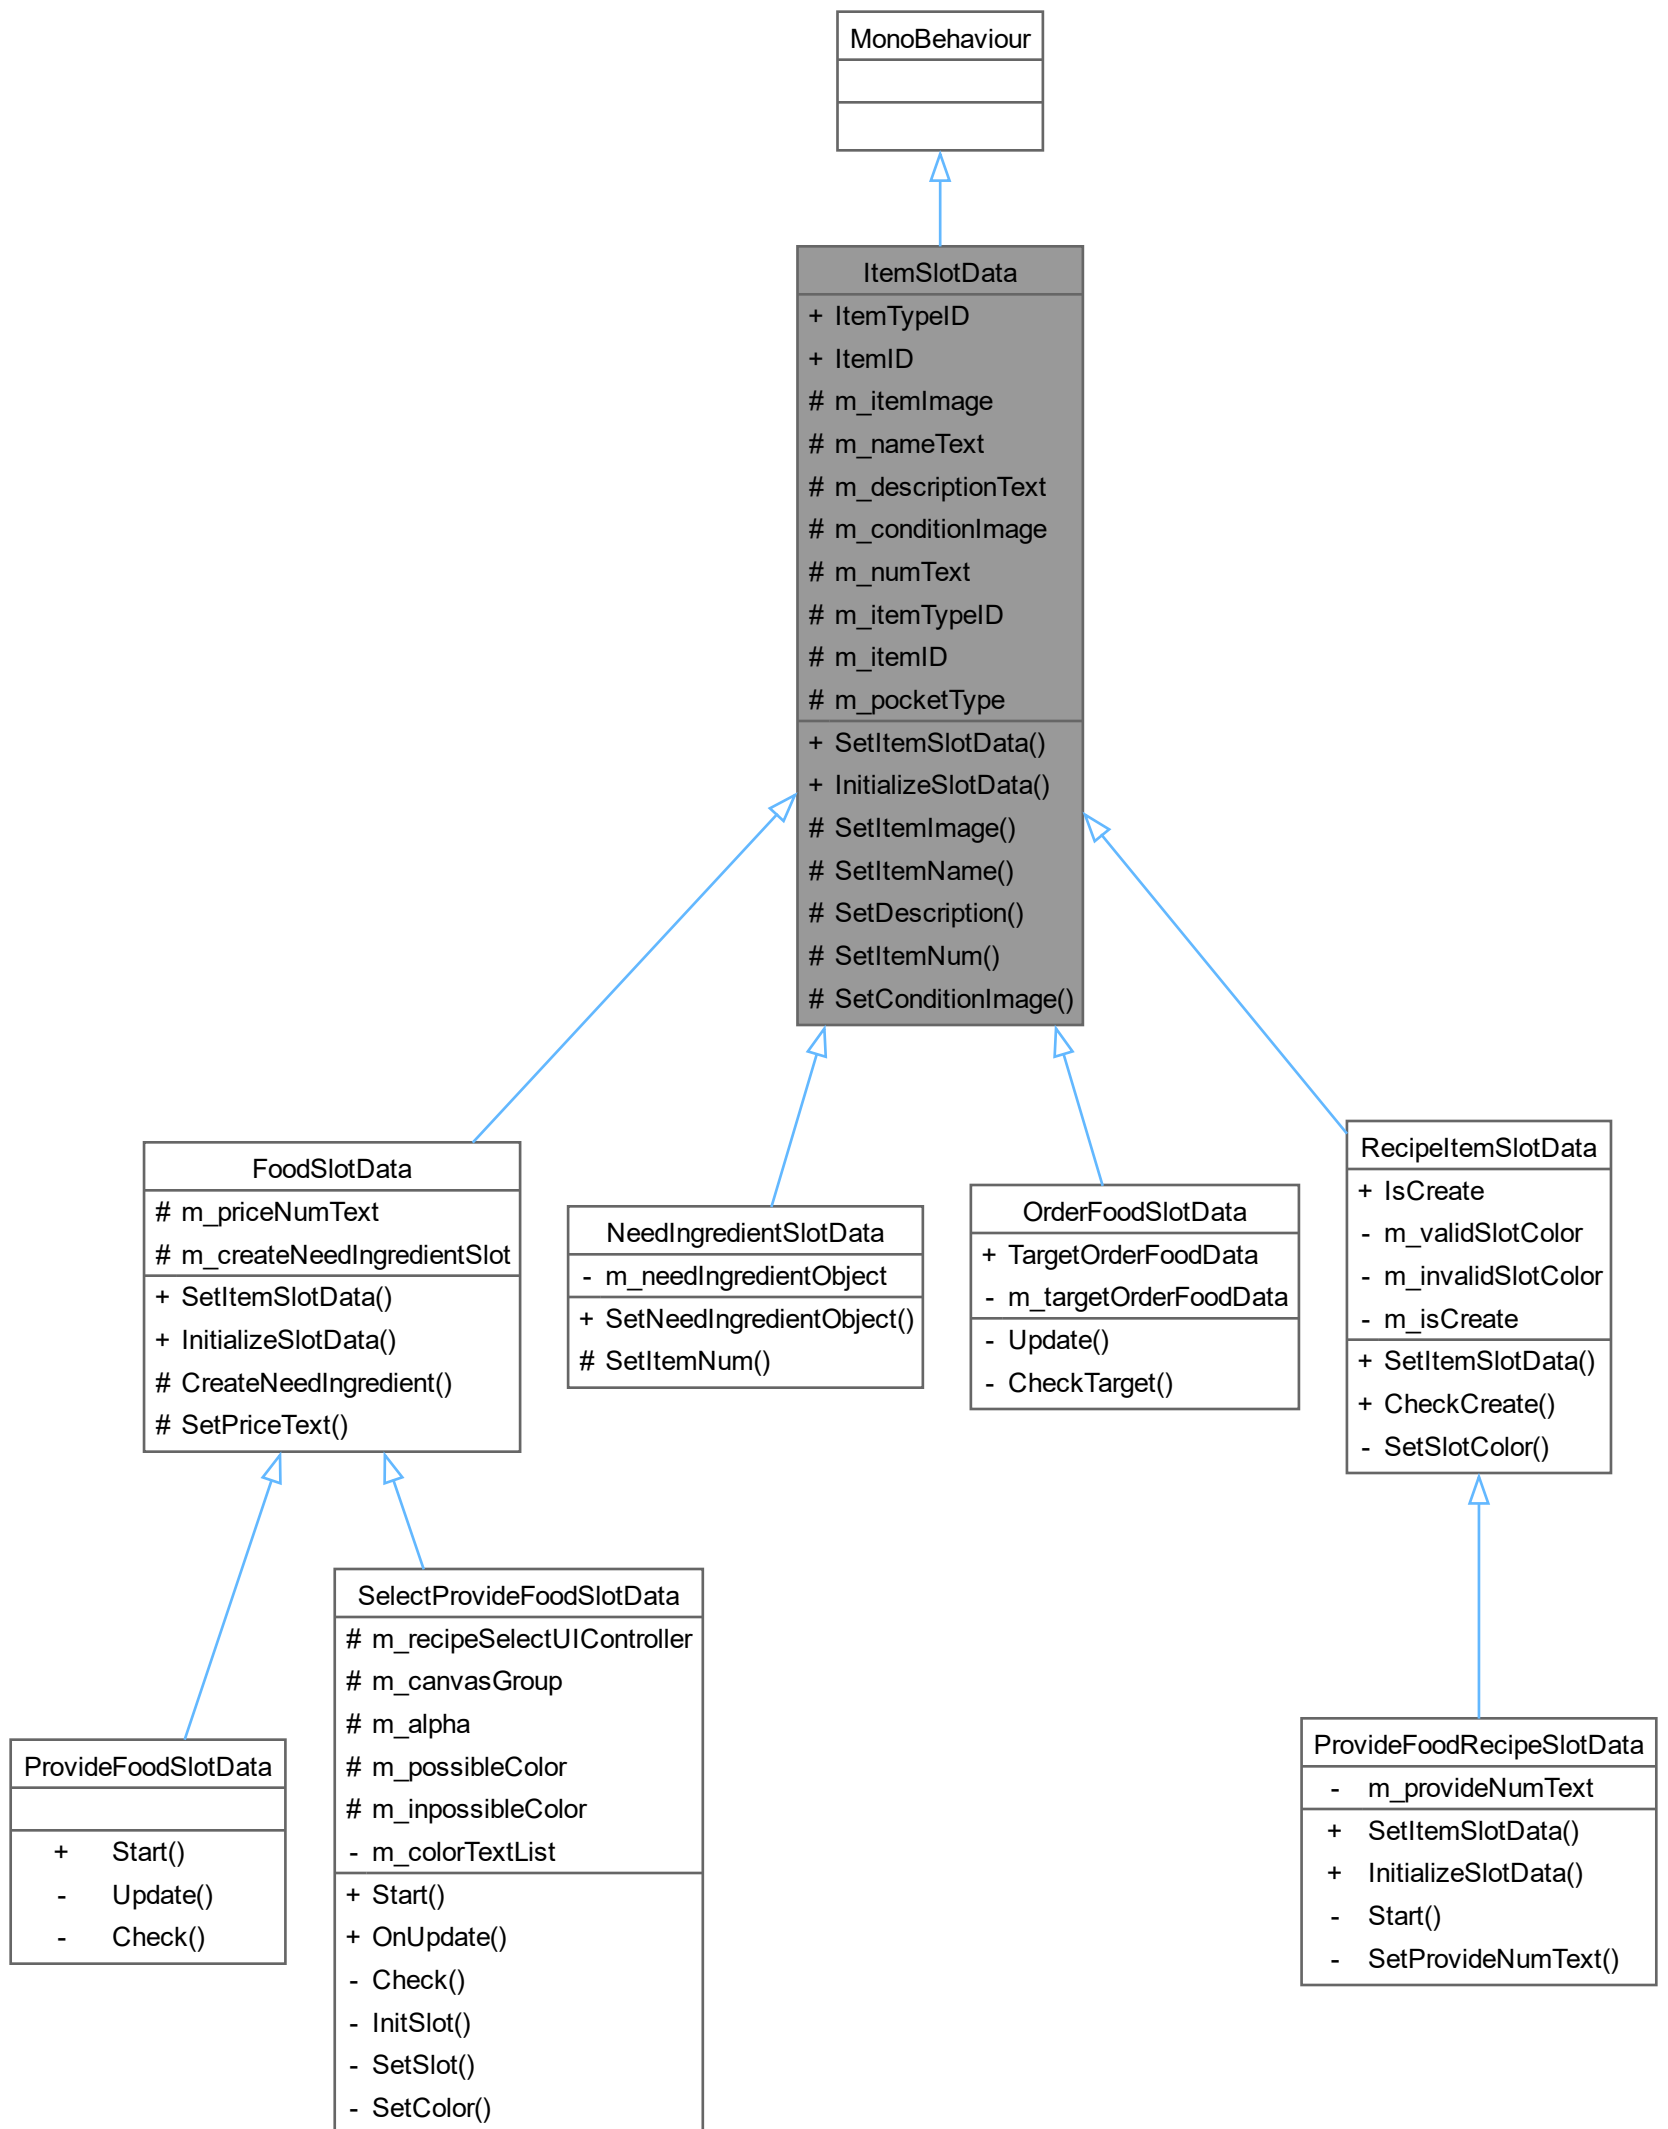 MonoBehaviour
ItemSlotData
+ ItemTypeID
+ ItemID
# m_itemImage
# m_nameText
# m_descriptionText
# m_conditionImage
# m_numText
# m_itemTypeID
# m_itemID
# m_pocketType
+ SetItemSlotData()
+ InitializeSlotData()
# SetItemImage()
# SetItemName()
# SetDescription()
# SetItemNum()
# SetConditionImage()
FoodSlotData
# m_priceNumText
# m_createNeedIngredientSlot
+ SetItemSlotData()
+ InitializeSlotData()
# CreateNeedIngredient()
# SetPriceText()
NeedIngredientSlotData
- m_needIngredientObject
+ SetNeedIngredientObject()
# SetItemNum()
OrderFoodSlotData
+ TargetOrderFoodData
- m_targetOrderFoodData
- Update()
- CheckTarget()
RecipeItemSlotData
+ IsCreate
- m_validSlotColor
- m_invalidSlotColor
- m_isCreate
+ SetItemSlotData()
+ CheckCreate()
- SetSlotColor()
ProvideFoodSlotData
+ Start()
- Update()
- Check()
SelectProvideFoodSlotData
# m_recipeSelectUIController
# m_canvasGroup
# m_alpha
# m_possibleColor
# m_inpossibleColor
- m_colorTextList
+ Start()
+ OnUpdate()
- Check()
- InitSlot()
- SetSlot()
- SetColor()
ProvideFoodRecipeSlotData
- m_provideNumText
+ SetItemSlotData()
+ InitializeSlotData()
- Start()
- SetProvideNumText()